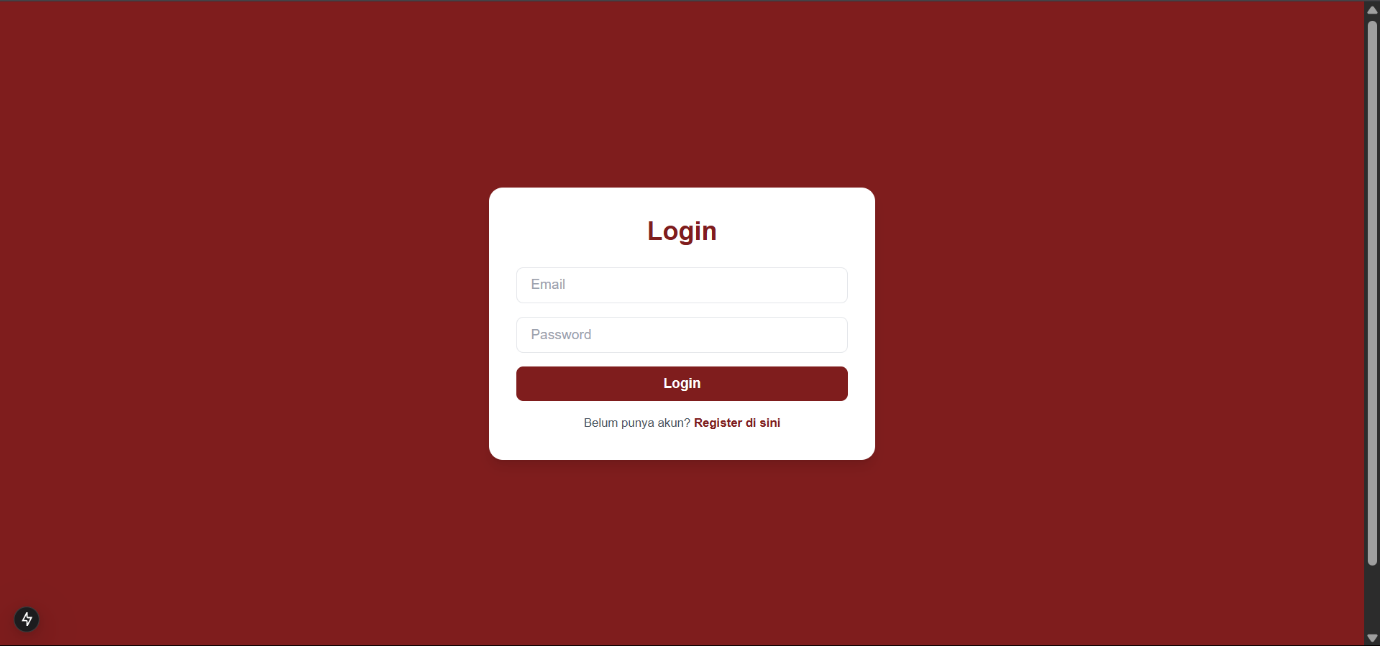 Login
Email
Password
Login
Belum punya akun? Register di sini